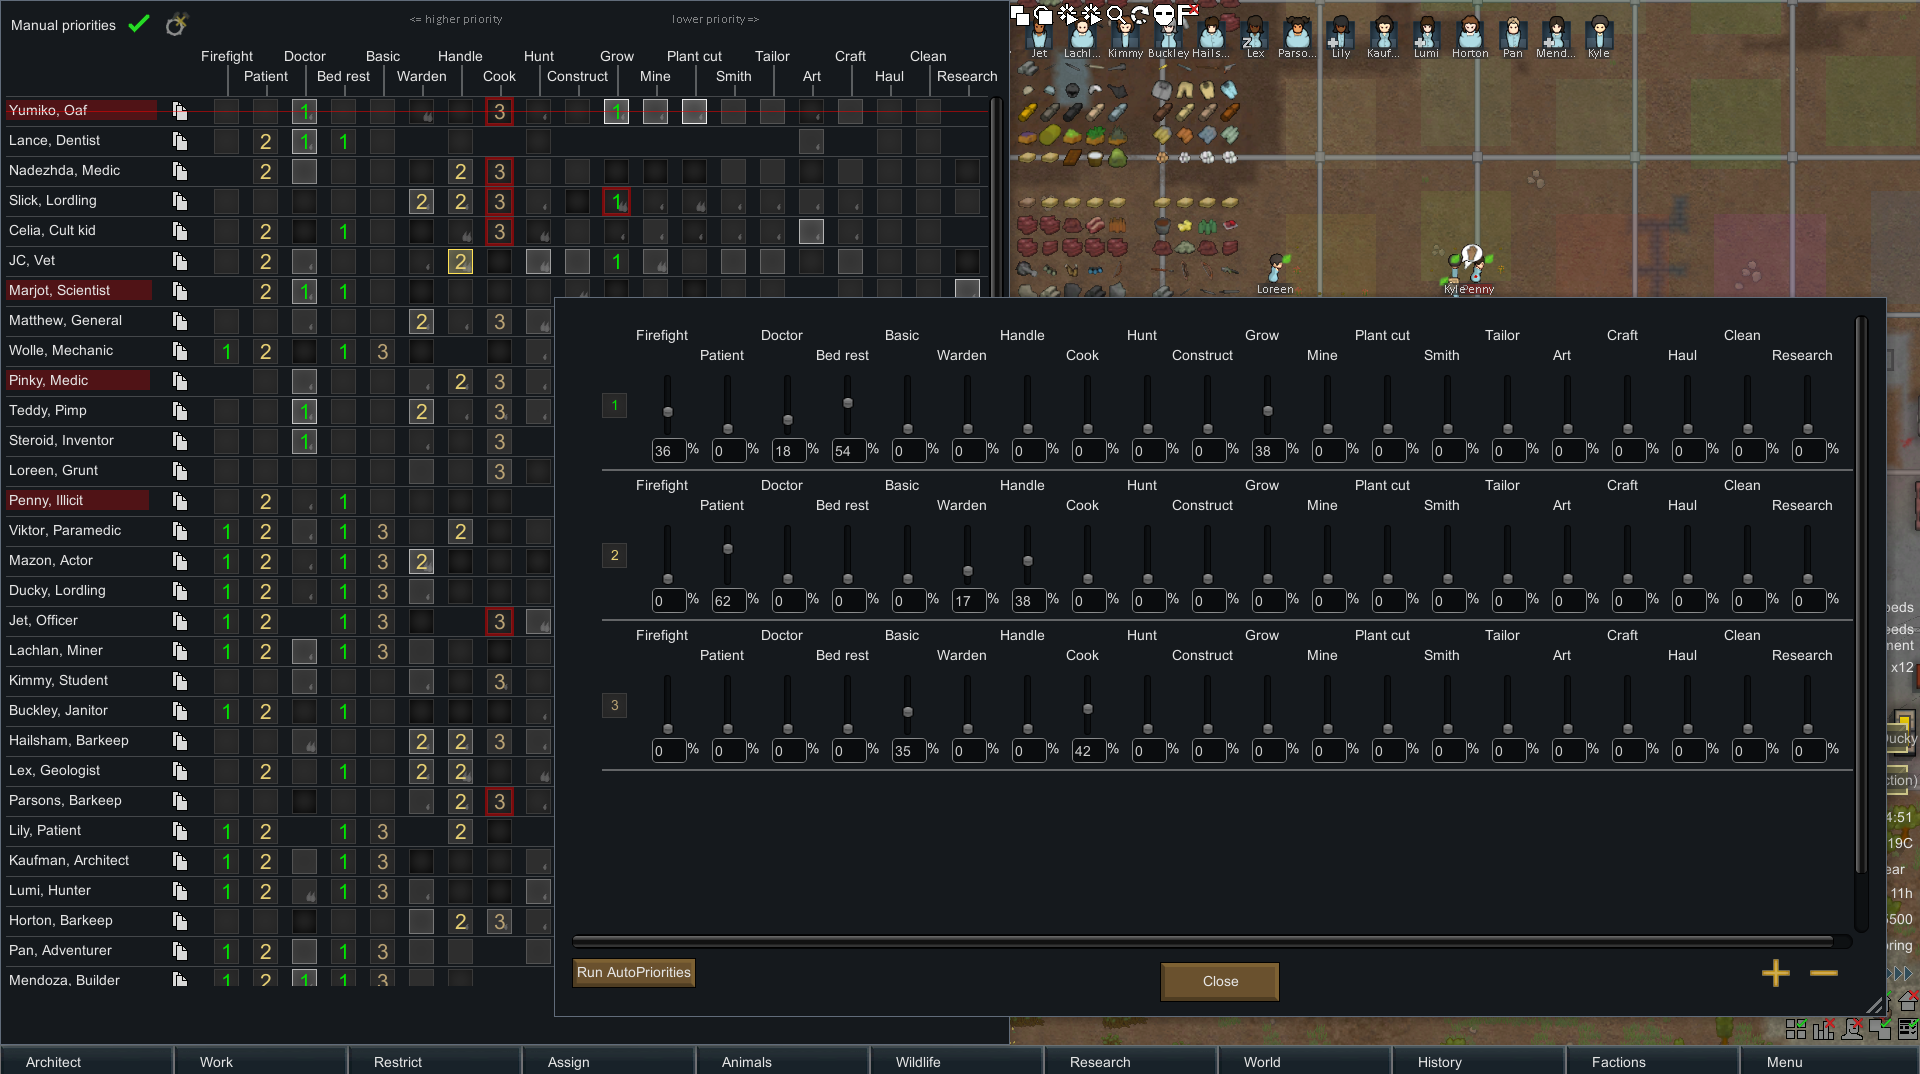 Manual priorities
<= higher priority
lower priority =>
Firefight Doctor Basic Handle Hunt Grow Plant cut Tailor Craft Clean
Patient Bed rest Warden Cook Construct Mine Smith Art Haul Research
Yumiko, Oaf 1 3 1
Lance, Dentist 2 1 1
Nadezhda, Medic 2 2 3
Slick, Lordling 2 2 3 1
Celia, Cult kid 2 1 3
JC, Vet 2 2 1
Marjot, Scientist 2 1 1
Matthew, General 2 3
Wolle, Mechanic 1 2 1 3
Pinky, Medic 2 3
Teddy, Pimp 1 2 3
Steroid, Inventor 1 3
Loreen, Grunt 3
Penny, Illicit 2 1
Viktor, Paramedic 1 2 1 3 2
Mazon, Actor 1 2 1 3 2
Ducky, Lordling 1 2 1 3
Jet, Officer 1 2 1 3 3
Lachlan, Miner 1 2 1 3
Kimmy, Student 3
Buckley, Janitor 1 2 1
Hailsham, Barkeep 2 2 3
Lex, Geologist 2 1 2 2
Parsons, Barkeep 2 3
Lily, Patient 1 2 1 3 2
Kaufman, Architect 1 2 1 3
Lumi, Hunter 1 2 1 3
Horton, Barkeep 2 3
Pan, Adventurer 1 2 1 3
Mendoza, Builder 1 2 1 1 3
Jet Lachl... Kimmy Buckley Hails... Lex Parso... Lily Kauf... Lumi Horton Pan Mend... Kyle
Loreen
Kyle Penny
Firefight Doctor Basic Handle Hunt Grow Plant cut Tailor Craft Clean
Patient Bed rest Warden Cook Construct Mine Smith Art Haul Research
1
36 % 0 % 18 % 54 % 0 % 0 % 0 % 0 % 0 % 0 % 38 % 0 % 0 % 0 % 0 % 0 % 0 % 0 % 0 % 0 %
Firefight Doctor Basic Handle Hunt Grow Plant cut Tailor Craft Clean
Patient Bed rest Warden Cook Construct Mine Smith Art Haul Research
2
0 % 62 % 0 % 0 % 0 % 17 % 38 % 0 % 0 % 0 % 0 % 0 % 0 % 0 % 0 % 0 % 0 % 0 % 0 % 0 %
Firefight Doctor Basic Handle Hunt Grow Plant cut Tailor Craft Clean
Patient Bed rest Warden Cook Construct Mine Smith Art Haul Research
3
0 % 0 % 0 % 0 % 35 % 0 % 0 % 42 % 0 % 0 % 0 % 0 % 0 % 0 % 0 % 0 % 0 % 0 % 0 % 0 %
Run AutoPriorities
Close
x12
Ducky
4:51
19C
11h
Architect Work Restrict Assign Animals Wildlife Research World History Factions Menu